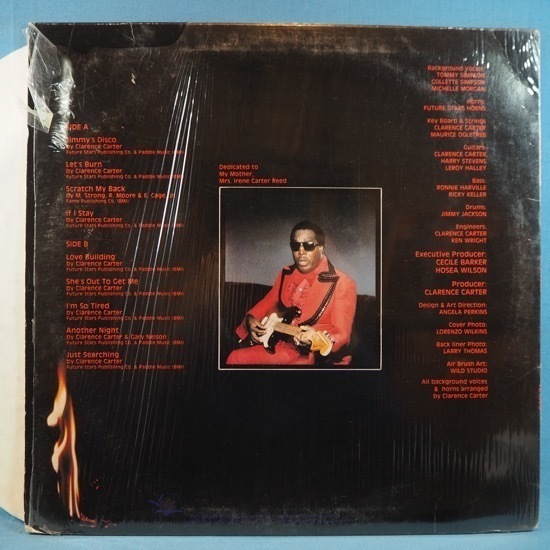 SIDE A
Jimmy's Disco
by Clarence Carter
Future Stars Publishing Co. & Paddle Music (BMI)
Let's Burn
by Clarence Carter
Future Stars Publishing Co. & Paddle Music (BMI)
Scratch My Back
by M. Strong, R. Moore & E. Cage, Jr.
Fame Publishing Co. (BMI)
If I Stay
by Clarence Carter
Future Stars Publishing Co. & Paddle Music (BMI)
SIDE B
Love Building
by Clarence Carter
Future Stars Publishing Co. & Paddle Music (BMI)
She's Out To Get Me
by Clarence Carter
Future Stars Publishing Co. & Paddle Music (BMI)
I'm So Tired
by Clarence Carter
Future Stars Publishing Co. & Paddle Music (BMI)
Another Night
by Clarence Carter & Gary Nelson
Future Stars Publishing Co. & Paddle Music (BMI)
Just Searching
by Clarence Carter
Future Stars Publishing Co. & Paddle Music (BMI)
Dedicated to
My Mother,
Mrs. Irene Carter Reed
Background Vocal:
TOMMY SIMPSON
COLLETTE SIMPSON
MICHELLE MORGAN
Horns:
FUTURE STARS HORNS
Key Board & Strings
CLARENCE CARTER
MAURICE
Guitars:
CLARENCE CARTER
HARRY STEVENS
LEROY HALLEY
Bass:
RONNIE HARVILLE
RICKY KELLER
Drums:
JIMMY JACKSON
Engineers:
CLARENCE CARTER
KEN WRIGHT
Executive Producer:
CECILE BARKER
HOSEA WILSON
Producer:
CLARENCE CARTER
Design & Art Direction:
ANGELA PERKINS
Cover Photo:
LORENZO WILKINS
Back liner Photo:
LARRY THOMAS
Air Brush Art:
WILD STUDIO
All background voices
& horns arranged
by Clarence Carter